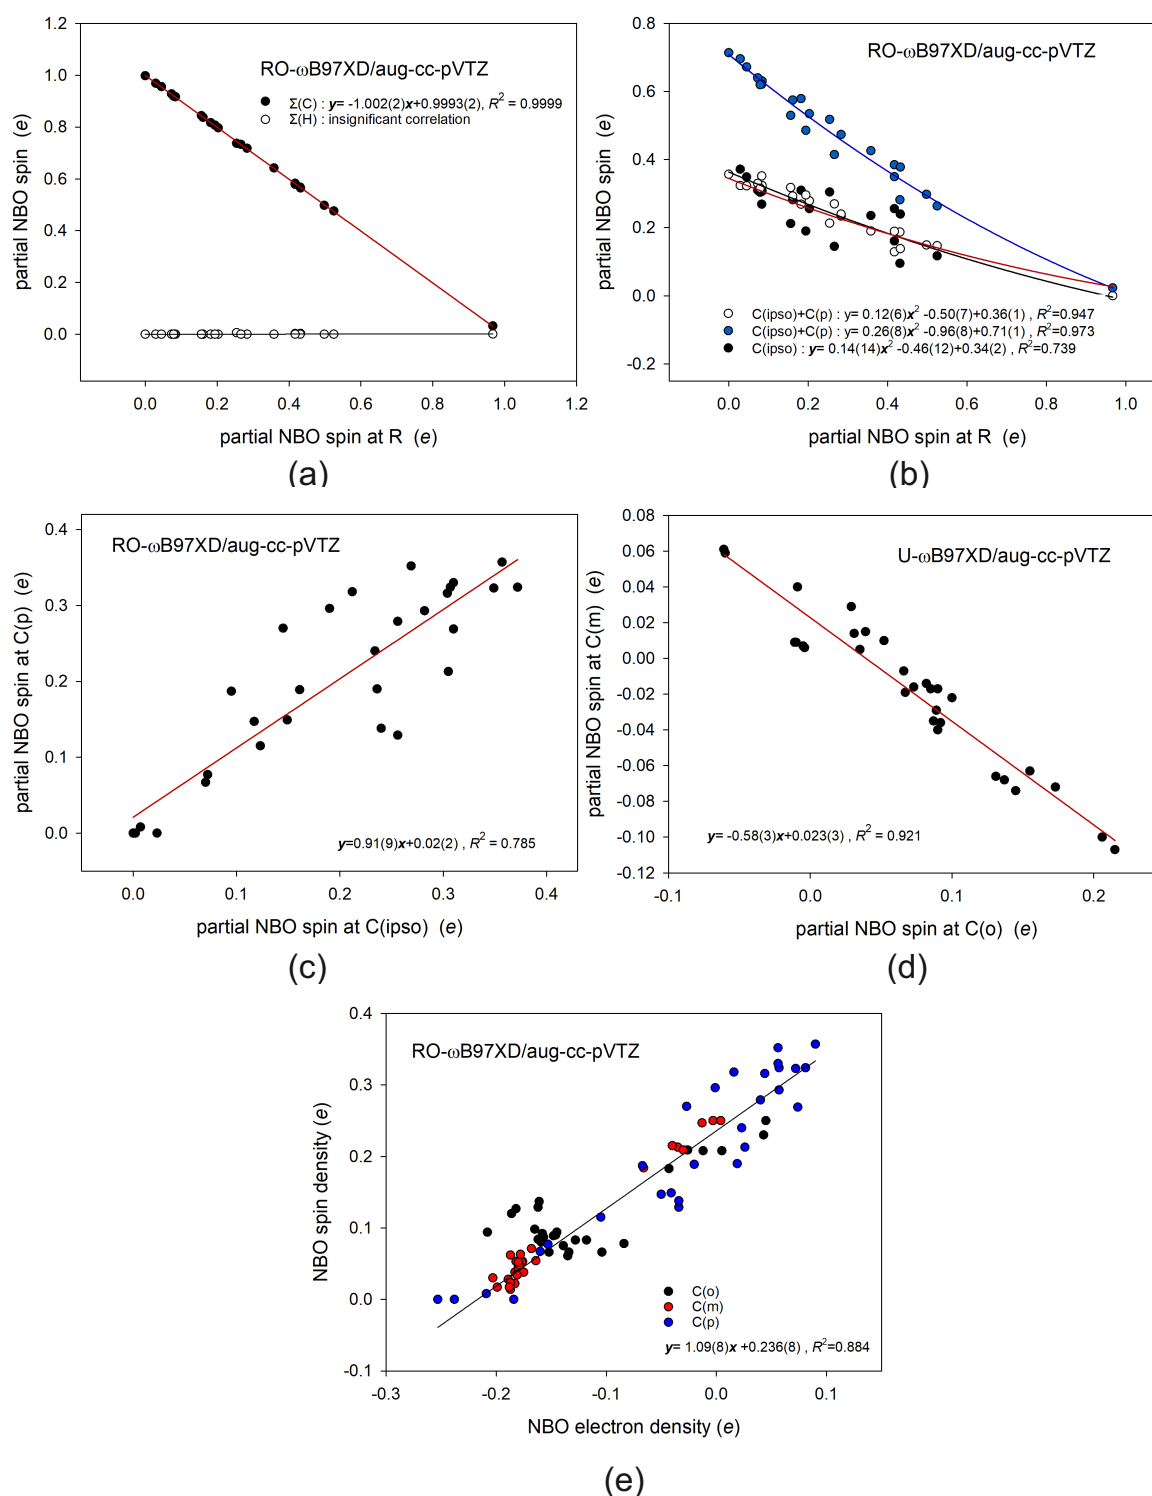 1.2
1.0
0.8
0.6
0.4
0.2
0.0
partial NBO spin (e)
RO-ωB97XD/aug-cc-pVTZ
Σ(C) : y= -1.002(2)x+0.9993(2), R² = 0.9999
Σ(H) : insignificant correlation
0.0 0.2 0.4 0.6 0.8 1.0 1.2
partial NBO spin at R (e)
(a)
0.8
0.6
0.4
0.2
0.0
-0.2
partial NBO spin (e)
RO-ωB97XD/aug-cc-pVTZ
C(ipso)+C(p) : y= 0.12(6)x² -0.50(7)+0.36(1) , R²=0.947
C(ipso)+C(p) : y= 0.26(8)x² -0.96(8)+0.71(1) , R²=0.973
C(ipso) : y= 0.14(14)x² -0.46(12)+0.34(2) , R²=0.739
0.0 0.2 0.4 0.6 0.8 1.0
partial NBO spin at R (e)
(b)
0.4
0.3
0.2
0.1
0.0
partial NBO spin at C(p) (e)
RO-ωB97XD/aug-cc-pVTZ
y=0.91(9)x+0.02(2) , R² = 0.785
0.0 0.1 0.2 0.3 0.4
partial NBO spin at C(ipso) (e)
(c)
0.08
0.06
0.04
0.02
0.00
-0.02
-0.04
-0.06
-0.08
-0.10
-0.12
partial NBO spin at C(m) (e)
U-ωB97XD/aug-cc-pVTZ
y= -0.58(3)x+0.023(3) , R² = 0.921
-0.1 0.0 0.1 0.2
partial NBO spin at C(o) (e)
(d)
0.4
0.3
0.2
0.1
0.0
-0.1
NBO spin density (e)
RO-ωB97XD/aug-cc-pVTZ
C(o)
C(m)
C(p)
y= 1.09(8)x +0.236(8) , R²=0.884
-0.3 -0.2 -0.1 0.0 0.1
NBO electron density (e)
(e)